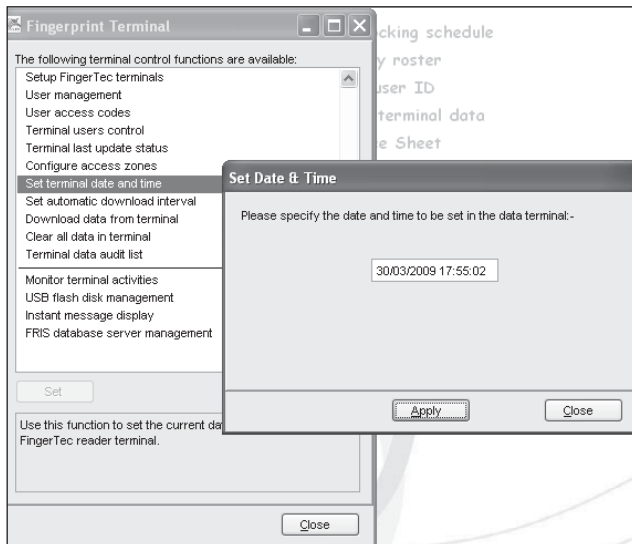 Fingerprint Terminal
The following terminal control functions are available:
Setup FingerTec terminals
User management
User access codes
Terminal users control
Terminal last update status
Configure access zones
Set terminal date and time
Set automatic download interval
Download data from terminal
Clear all data in terminal
Terminal data audit list
Monitor terminal activities
USB flash disk management
Instant message display
FRIS database server management
Set
Use this function to set the current
FingerTec reader terminal.
Close
schedule
roster
user ID
terminal data
Sheet
Set Date & Time
Please specify the date and time to be set in the data terminal:-
30/03/2009 17:55:02
Apply
Close